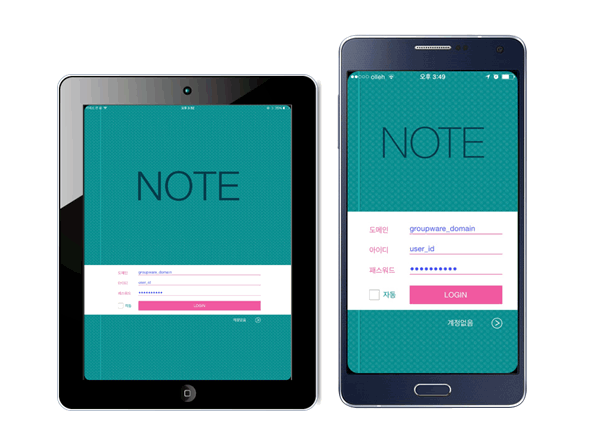 NOTE
도메인 groupware_domain
아이디 user_id
패스워드 ••••••••••
자동 LOGIN
계정없음
olleh 오후 3:49
NOTE
도메인 groupware_domain
아이디 user_id
패스워드 ••••••••••
자동 LOGIN
계정없음